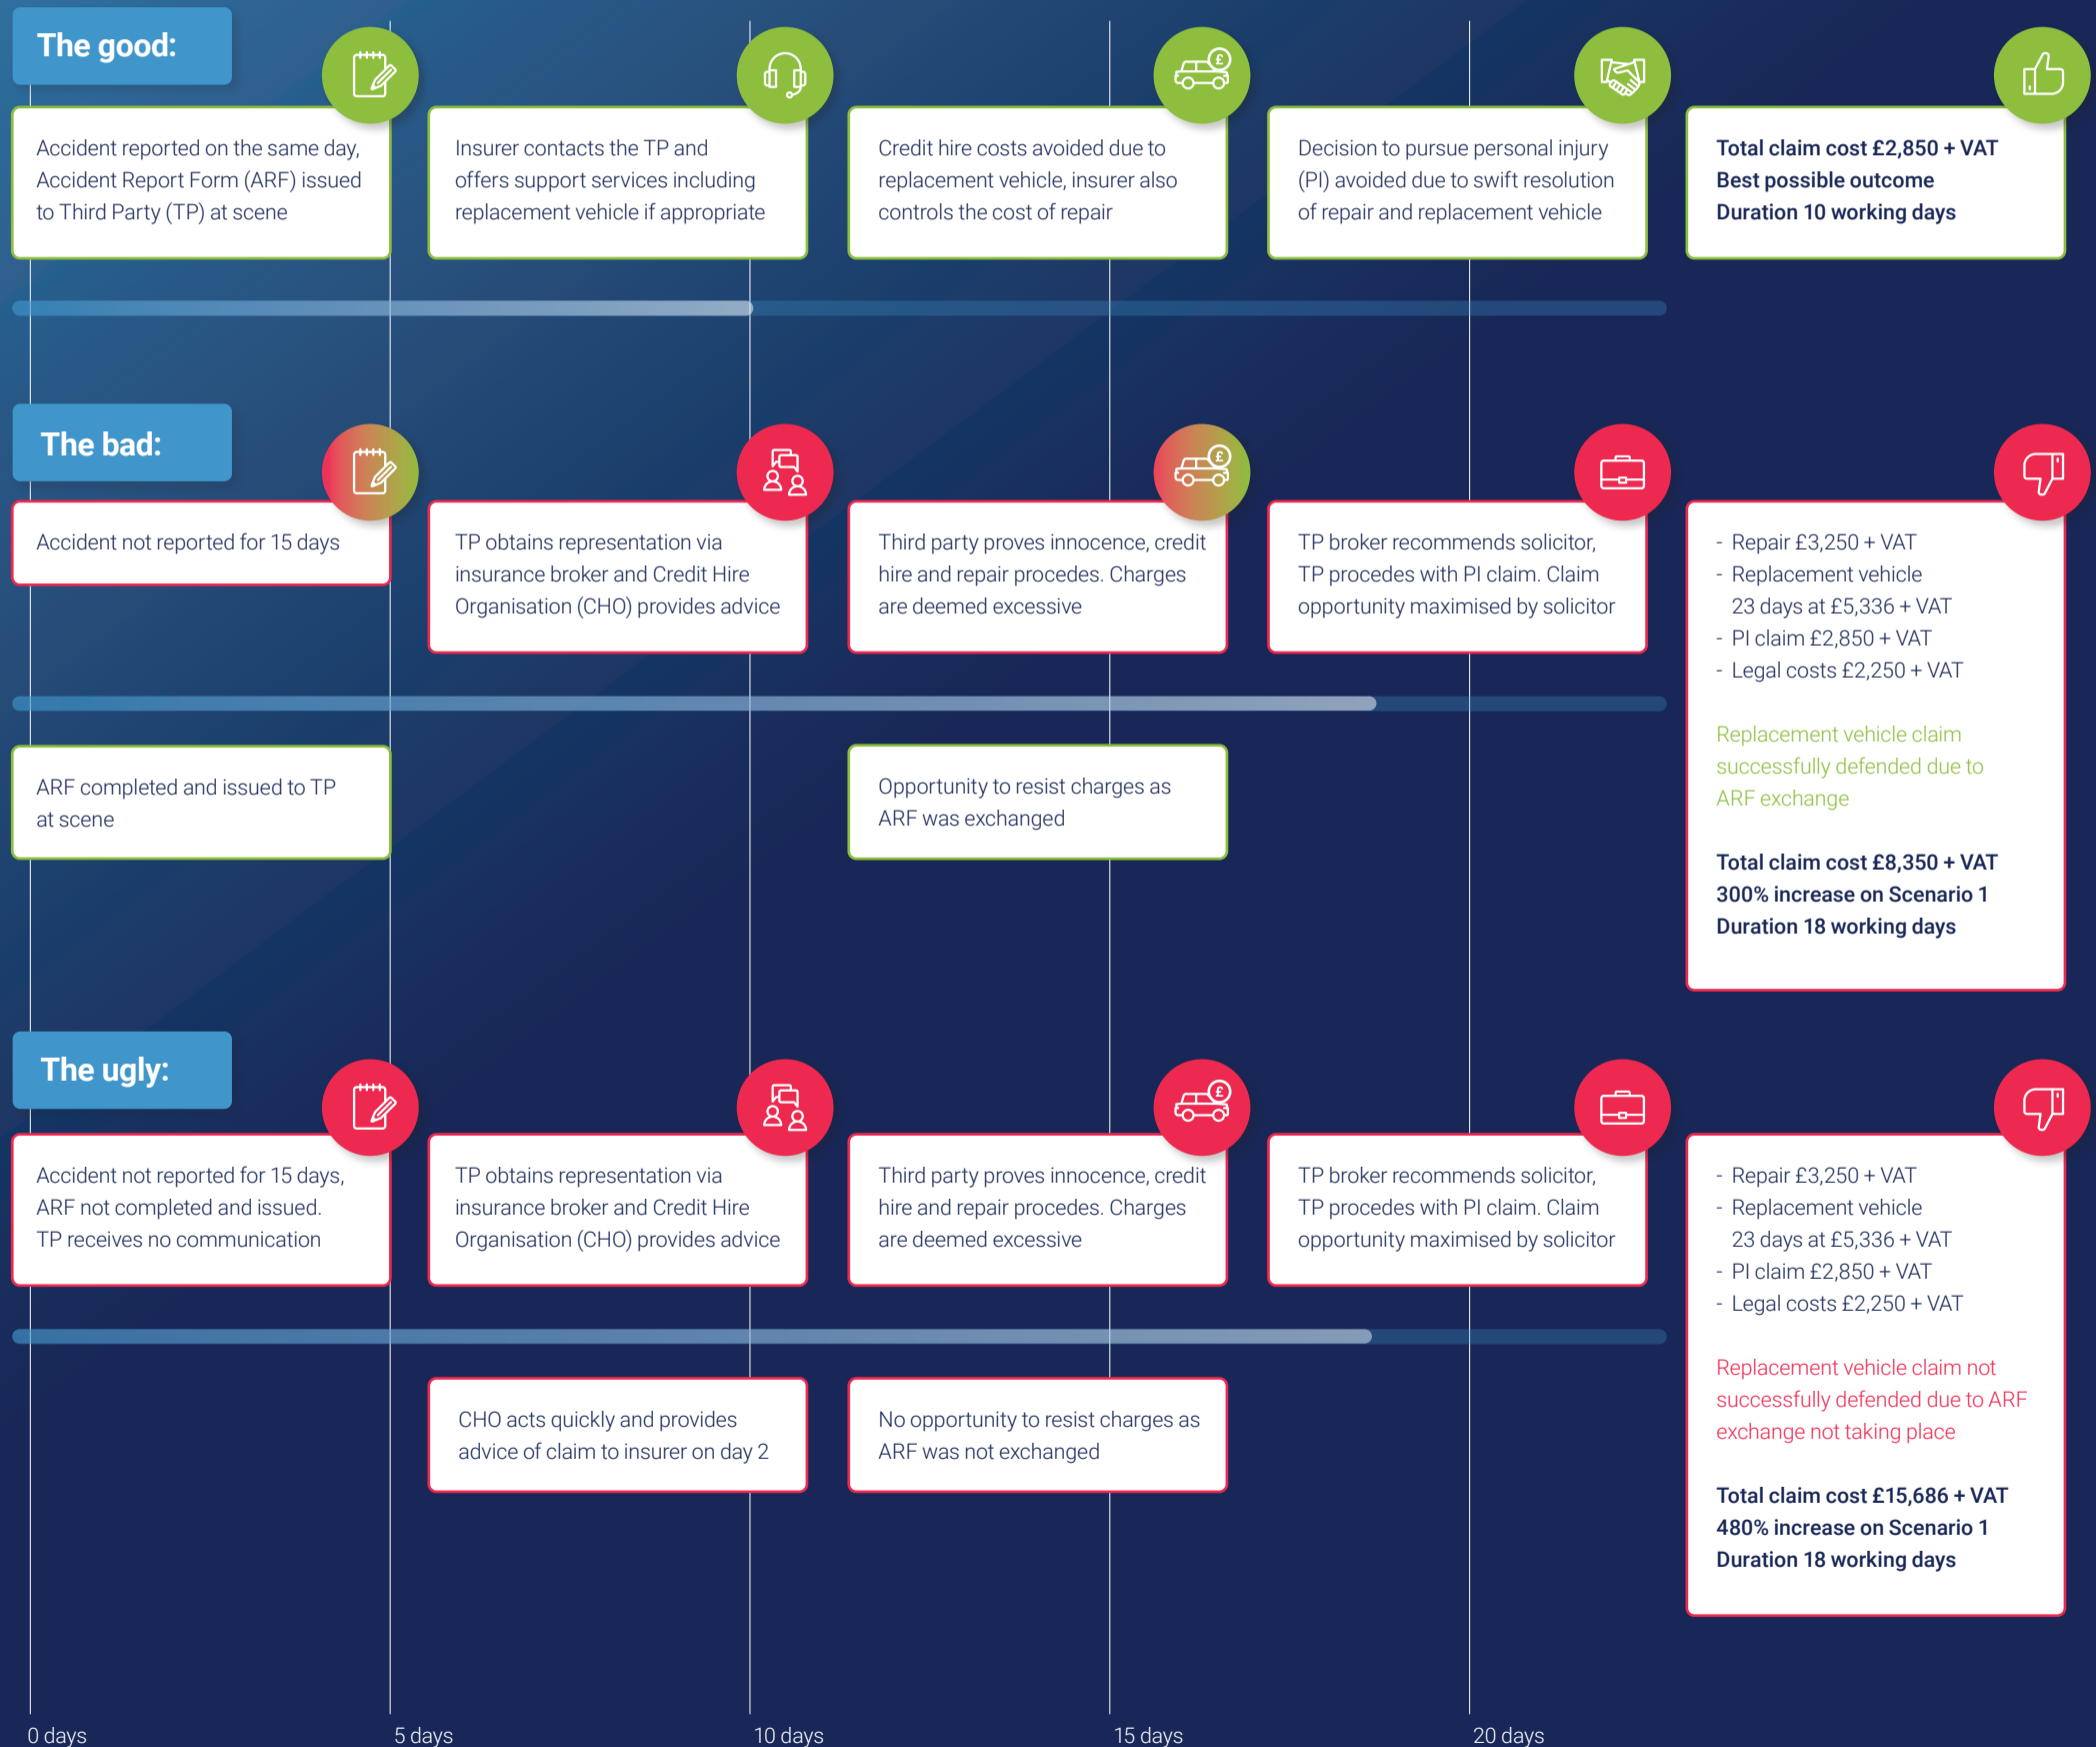 The good:
Accident reported on the same day,
Accident Report Form (ARF) issued
to Third Party (TP) at scene
Insurer contacts the TP and
offers support services including
replacement vehicle if appropriate
£
Credit hire costs avoided due to
replacement vehicle, insurer also
controls the cost of repair
Decision to pursue personal injury
(PI) avoided due to swift resolution
of repair and replacement vehicle
Total claim cost £2,850 + VAT
Best possible outcome
Duration 10 working days
The bad:
Accident not reported for 15 days
TP obtains representation via
insurance broker and Credit Hire
Organisation (CHO) provides advice
£
Third party proves innocence, credit
hire and repair procedes. Charges
are deemed excessive
TP broker recommends solicitor,
TP procedes with PI claim. Claim
opportunity maximised by solicitor
- Repair £3,250 + VAT
- Replacement vehicle
23 days at £5,336 + VAT
- PI claim £2,850 + VAT
- Legal costs £2,250 + VAT
Replacement vehicle claim
successfully defended due to
ARF exchange
Total claim cost £8,350 + VAT
300% increase on Scenario 1
Duration 18 working days
ARF completed and issued to TP
at scene
Opportunity to resist charges as
ARF was exchanged
The ugly:
Accident not reported for 15 days,
ARF not completed and issued.
TP receives no communication
TP obtains representation via
insurance broker and Credit Hire
Organisation (CHO) provides advice
£
Third party proves innocence, credit
hire and repair procedes. Charges
are deemed excessive
TP broker recommends solicitor,
TP procedes with PI claim. Claim
opportunity maximised by solicitor
- Repair £3,250 + VAT
- Replacement vehicle
23 days at £5,336 + VAT
- PI claim £2,850 + VAT
- Legal costs £2,250 + VAT
Replacement vehicle claim not
successfully defended due to ARF
exchange not taking place
Total claim cost £15,686 + VAT
480% increase on Scenario 1
Duration 18 working days
CHO acts quickly and provides
advice of claim to insurer on day 2
No opportunity to resist charges as
ARF was not exchanged
0 days
5 days
10 days
15 days
20 days